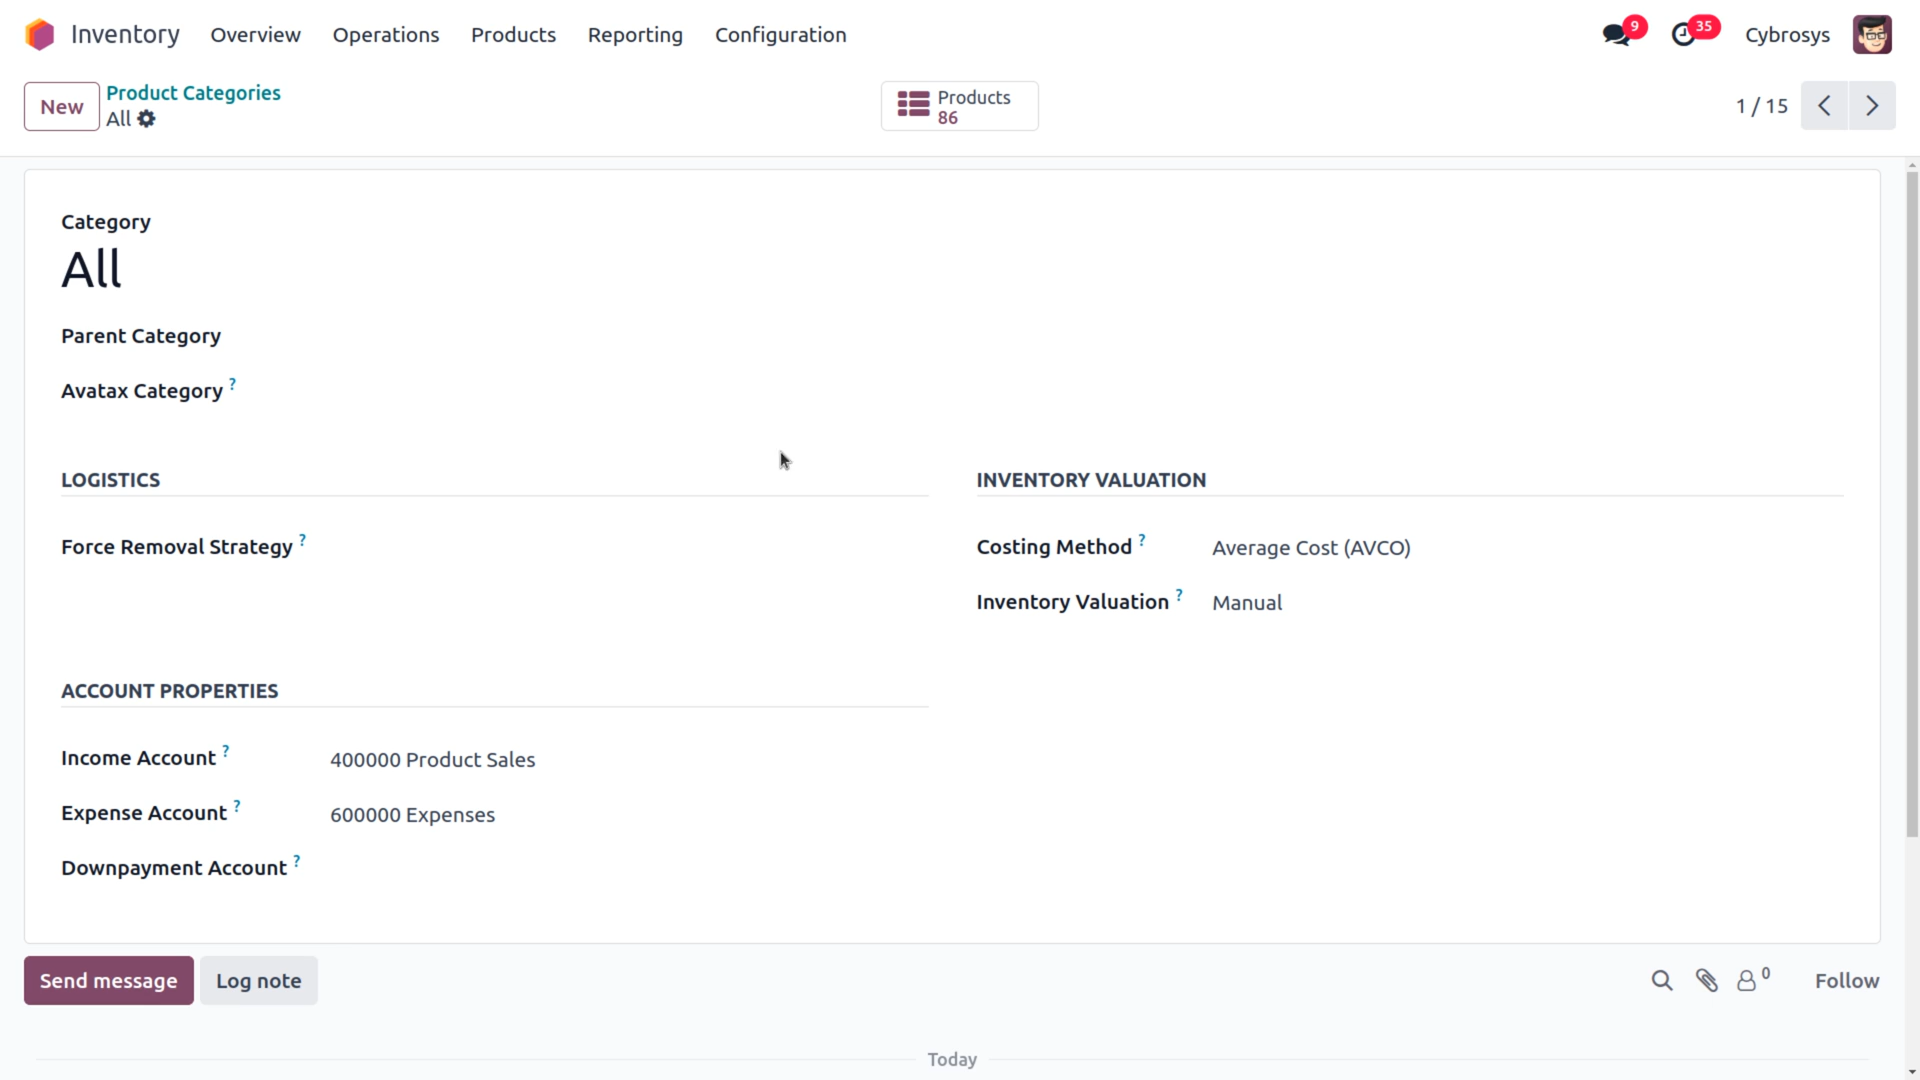 Inventory Overview Operations Products Reporting Configuration 9 35 Cybrosys
New Product Categories
All
Products
86
1 / 15
Category
All
Parent Category
Avatax Category ?
LOGISTICS
Force Removal Strategy ?
INVENTORY VALUATION
Costing Method ? Average Cost (AVCO)
Inventory Valuation ? Manual
ACCOUNT PROPERTIES
Income Account ? 400000 Product Sales
Expense Account ? 600000 Expenses
Downpayment Account ?
Send message Log note 0 Follow
Today